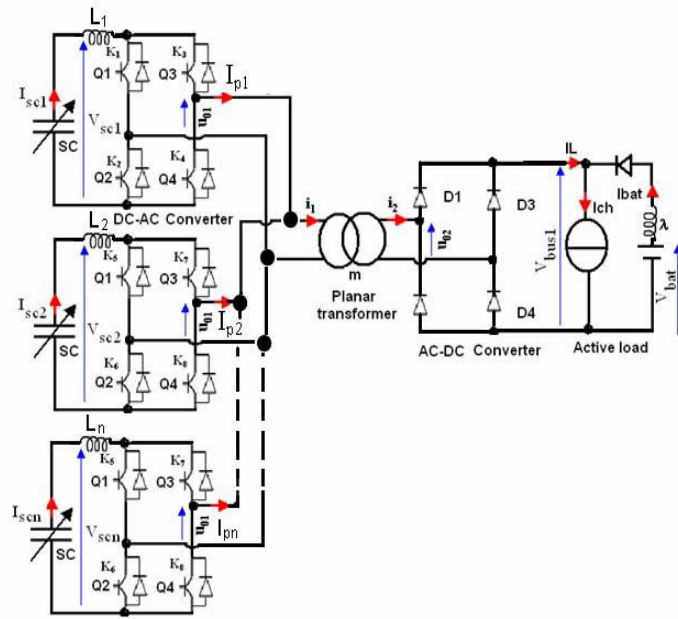 L1
K1
K3
Q1
Q3
Ip1
Isc1
SC
Vsc1
u01
K2
K4
Q2
Q4
DC-AC Converter
L2
K5
K7
Q1
Q3
Isc2
SC
Vsc2
u01
Ip2
K6
K8
Q2
Q4
Ln
K5
K7
Q1
Q3
Iscn
SC
Vscn
u01
Ipn
K6
K8
Q2
Q4
i1
i2
m
Planar
transformer
D1
D3
u02
D4
AC-DC Converter
IL
Vbus1
Ich
Ibat
λ
Vbat
Active load